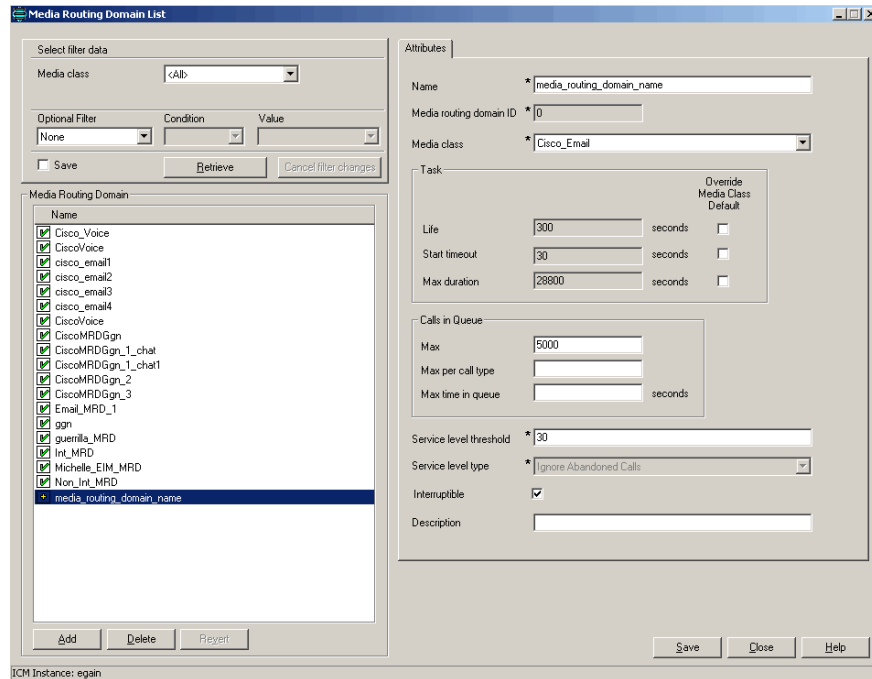 Media Routing Domain List
Select filter data
Media class
<All>
Optional Filter
Condition
Value
None
Save
Retrieve
Cancel filter changes
Media Routing Domain
Name
Cisco_Voice
CiscoVoice
cisco_email1
cisco_email2
cisco_email3
cisco_email4
CiscoVoice
CiscoMRDGgn
CiscoMRDGgn_1_chat
CiscoMRDGgn_1_chat1
CiscoMRDGgn_2
CiscoMRDGgn_3
Email_MRD_1
ggn
guerrilla_MRD
Int_MRD
Michelle_EIM_MRD
Non_Int_MRD
media_routing_domain_name
Add
Delete
Revert
Attributes
Name * media_routing_domain_name
Media routing domain ID * 0
Media class * Cisco_Email
Task
Override
Media Class
Default
Life 300 seconds
Start timeout 30 seconds
Max duration 28800 seconds
Calls in Queue
Max 5000
Max per call type
Max time in queue seconds
Service level threshold * 30
Service level type * Ignore Abandoned Calls
Interruptible
Description
Save
Close
Help
ICM Instance: egain